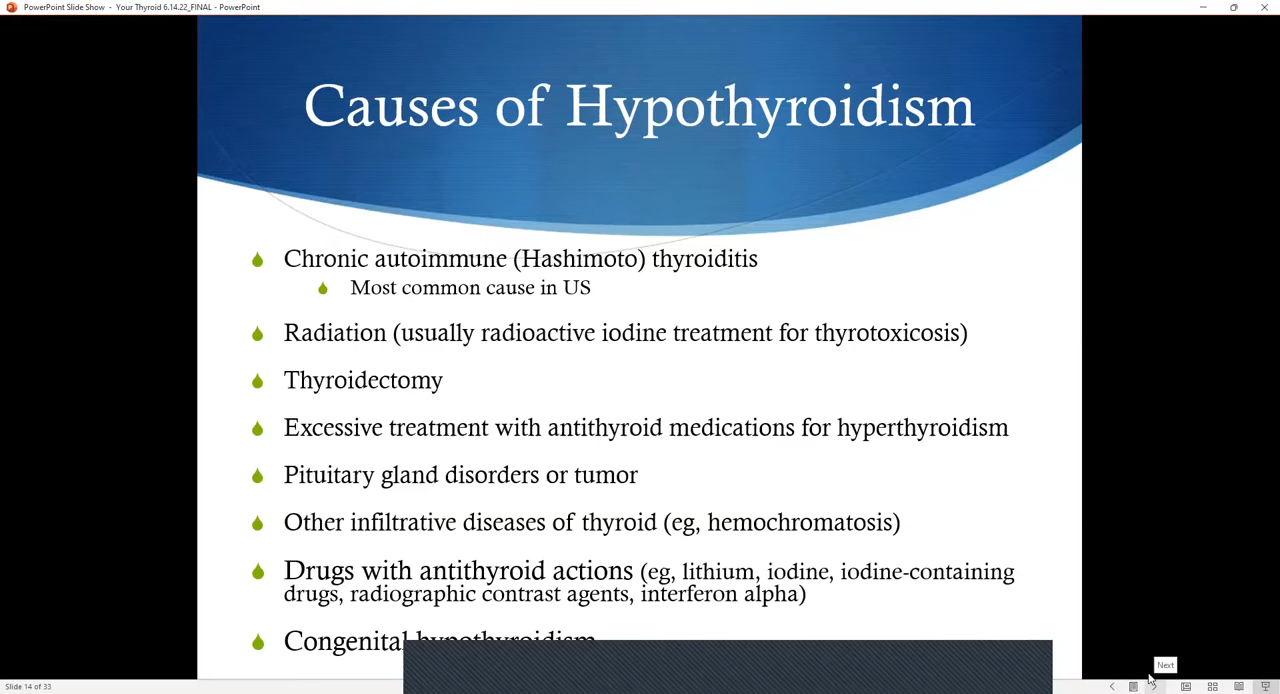 PowerPoint Slide Show - Your Thyroid 6.14.22_FINAL - PowerPoint
Causes of Hypothyroidism
Chronic autoimmune (Hashimoto) thyroiditis
Most common cause in US
Radiation (usually radioactive iodine treatment for thyrotoxicosis)
Thyroidectomy
Excessive treatment with antithyroid medications for hyperthyroidism
Pituitary gland disorders or tumor
Other infiltrative diseases of thyroid (eg, hemochromatosis)
Drugs with antithyroid actions (eg, lithium, iodine, iodine-containing
drugs, radiographic contrast agents, interferon alpha)
Congenital hypothyroidism
Next
Slide 14 of 33